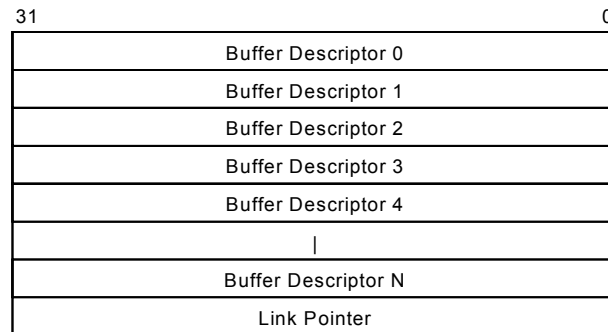 31 0
Buffer Descriptor 0
Buffer Descriptor 1
Buffer Descriptor 2
Buffer Descriptor 3
Buffer Descriptor 4
|
Buffer Descriptor N
Link Pointer